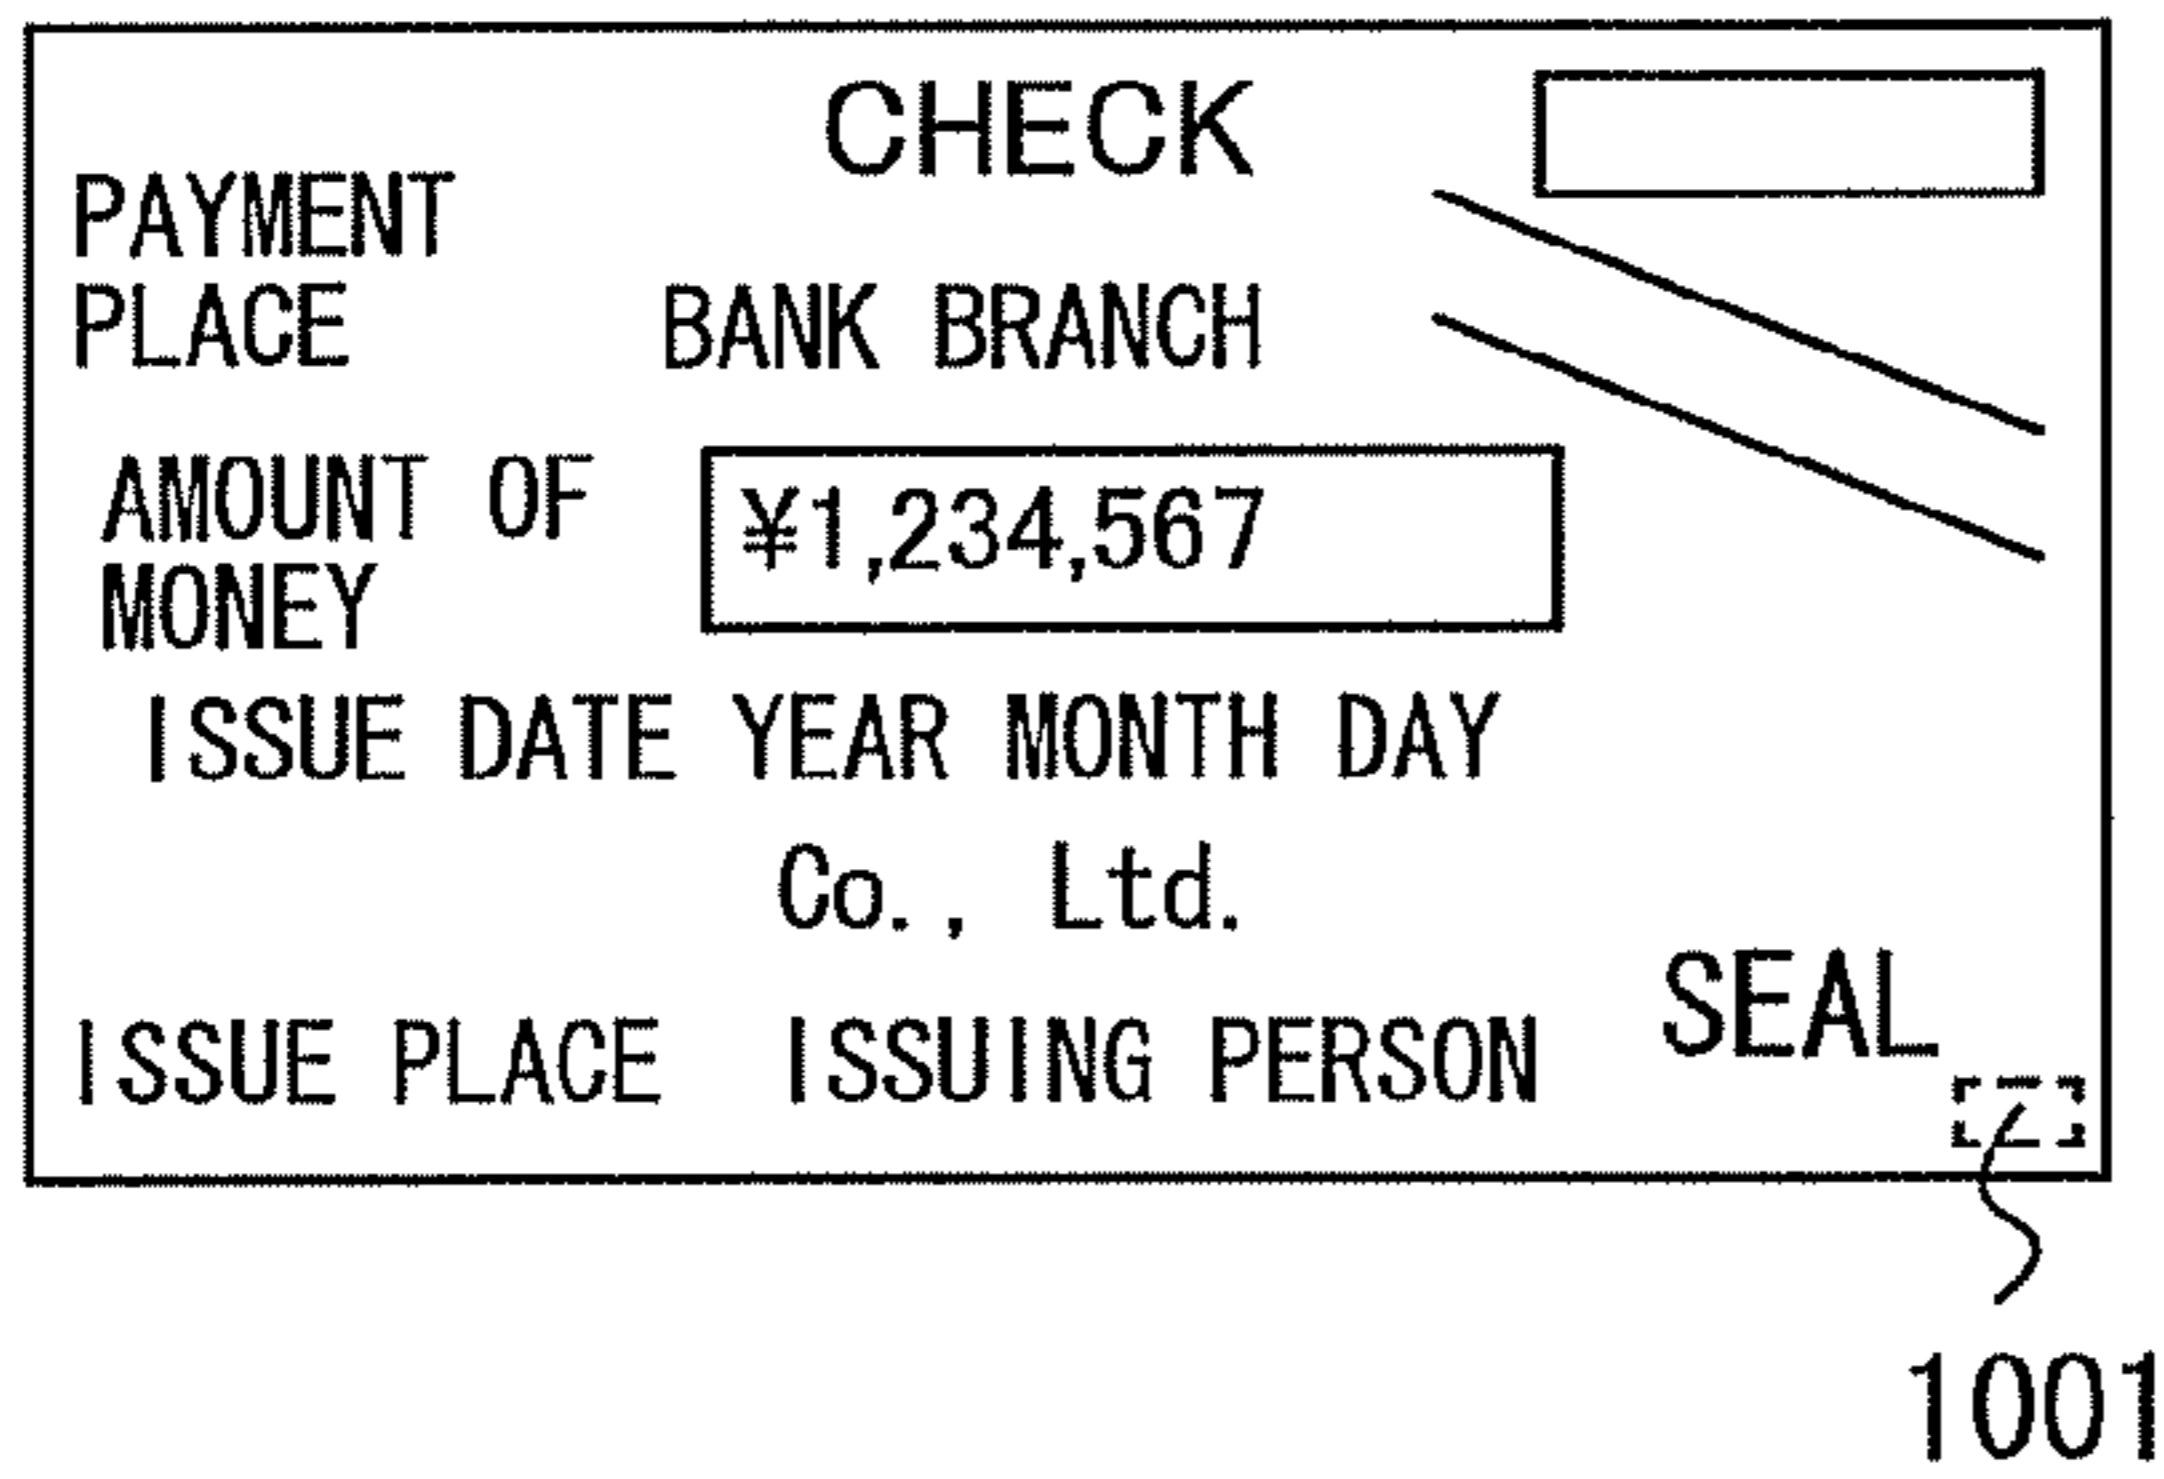 CHECK
PAYMENT
PLACE BANK BRANCH
AMOUNT OF
MONEY
¥1,234,567
ISSUE DATE YEAR MONTH DAY
Co., Ltd.
SEAL
ISSUE PLACE ISSUING PERSON
1001